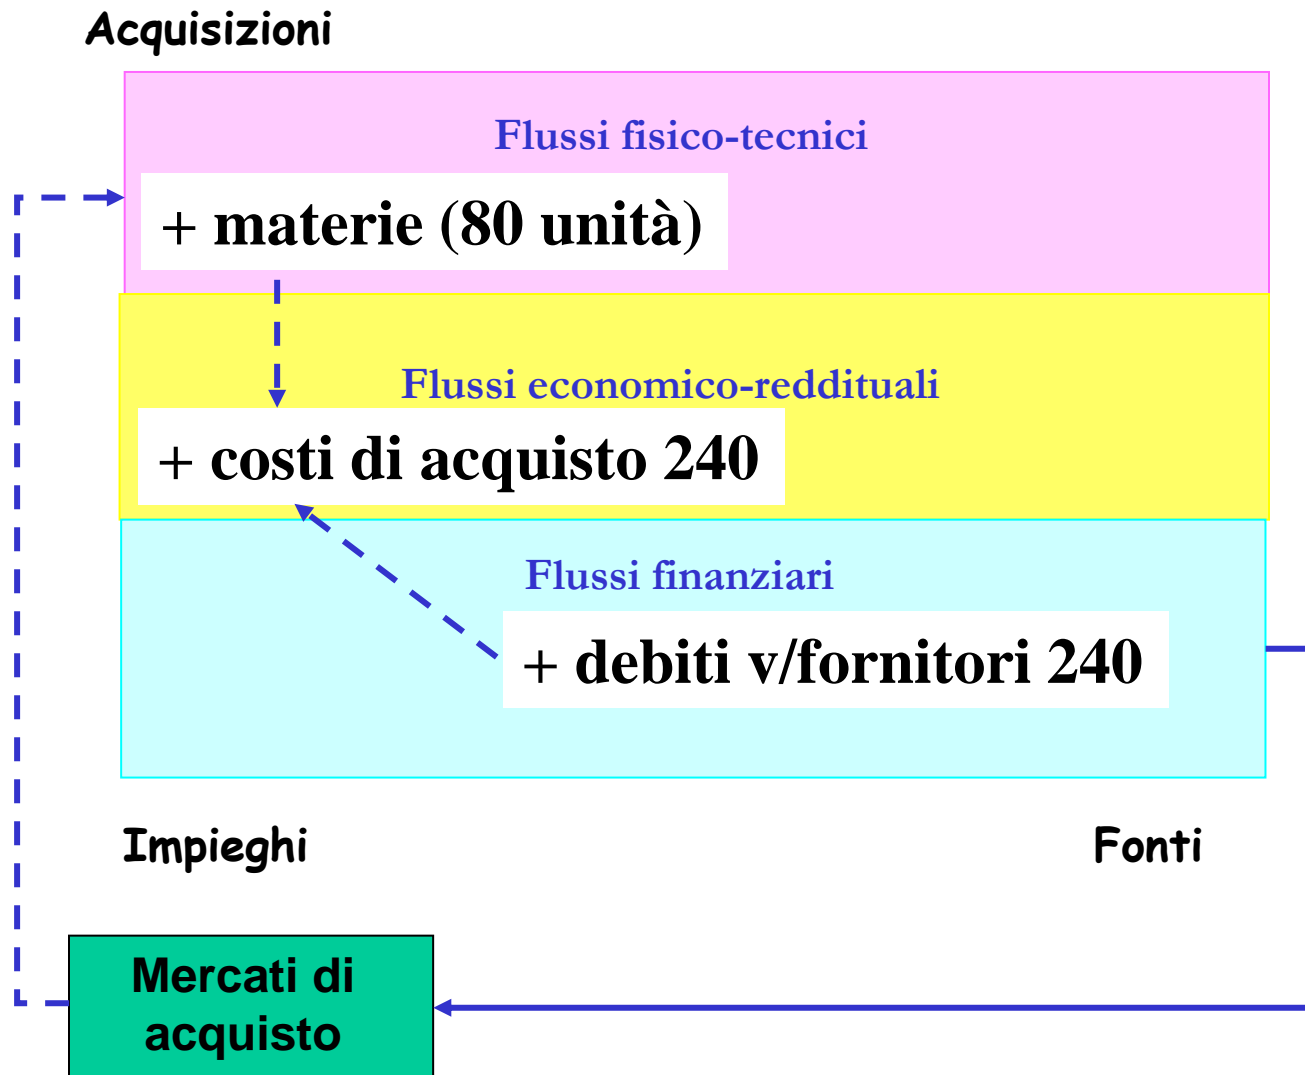 Acquisizioni
Flussi fisico-tecnici
+ materie (80 unità)
Flussi economico-reddituali
+ costi di acquisto 240
Flussi finanziari
+ debiti v/fornitori 240
Impieghi
Fonti
Mercati di
acquisto